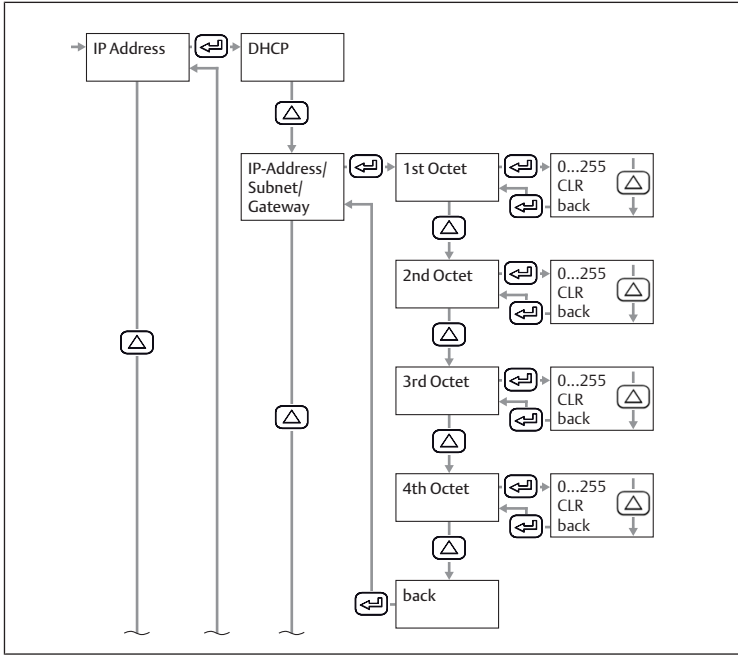 IP Address
DHCP
IP-Address/
Subnet/
Gateway
1st Octet
0...255
CLR
back
2nd Octet
0...255
CLR
back
3rd Octet
0...255
CLR
back
4th Octet
0...255
CLR
back
back